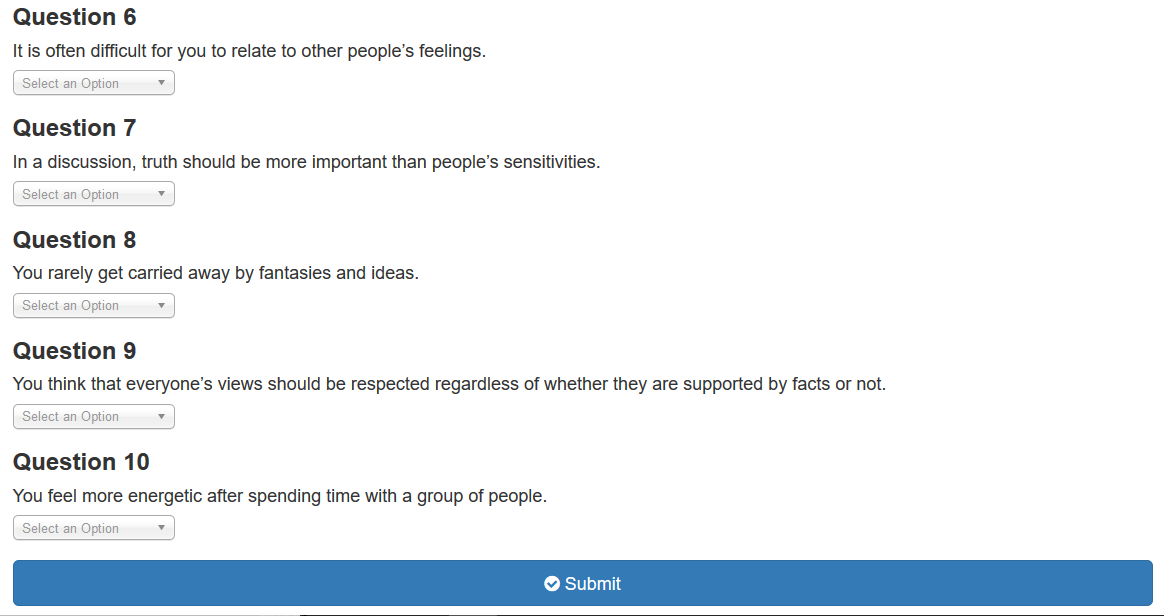 Question 6
It is often difficult for you to relate to other people’s feelings.
Select an Option
Question 7
In a discussion, truth should be more important than people’s sensitivities.
Select an Option
Question 8
You rarely get carried away by fantasies and ideas.
Select an Option
Question 9
You think that everyone’s views should be respected regardless of whether they are supported by facts or not.
Select an Option
Question 10
You feel more energetic after spending time with a group of people.
Select an Option
Submit